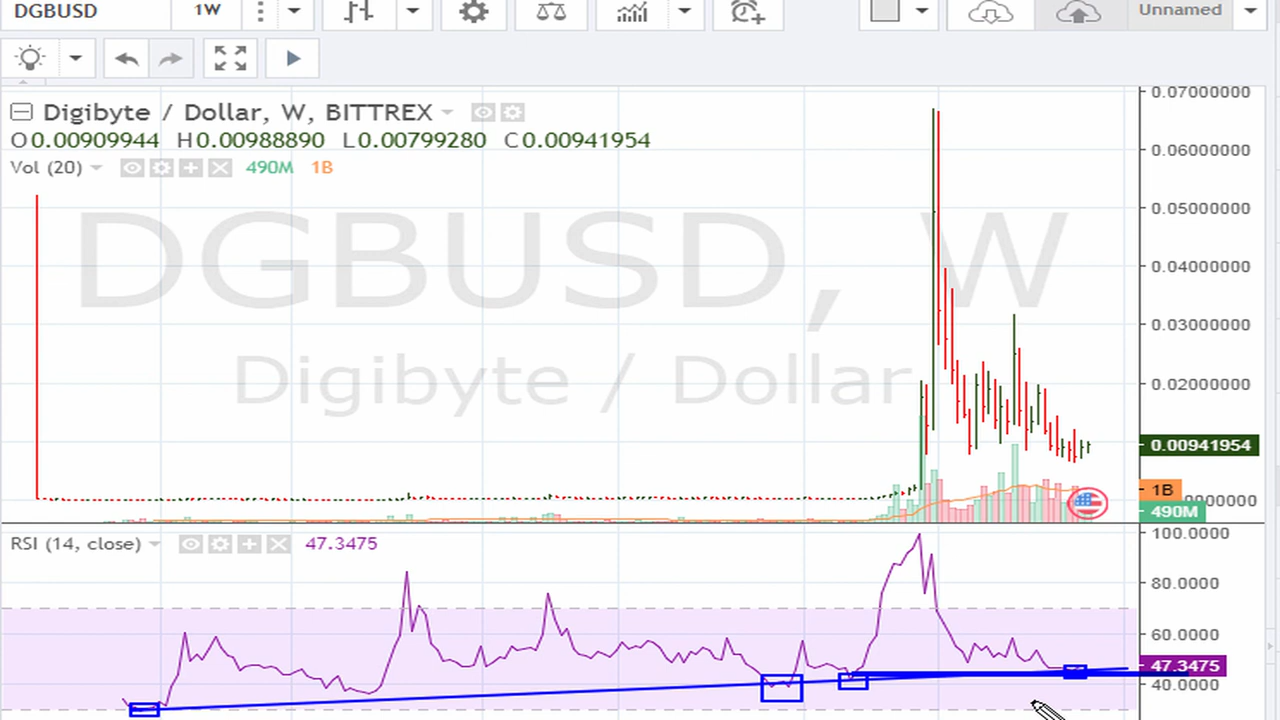 DGBUSD 1W Unnamed
Digibyte / Dollar, W, BITTREX
O0.00909944 H0.00988890 L0.00799280 C0.00941954
Vol (20) 490M 1B
DGBUSD, W
Digibyte / Dollar
0.07000000
0.06000000
0.05000000
0.04000000
0.03000000
0.02000000
0.00941954
1B
0000000
490M
RSI (14, close) 47.3475
100.0000
80.0000
60.0000
47.3475
40.0000